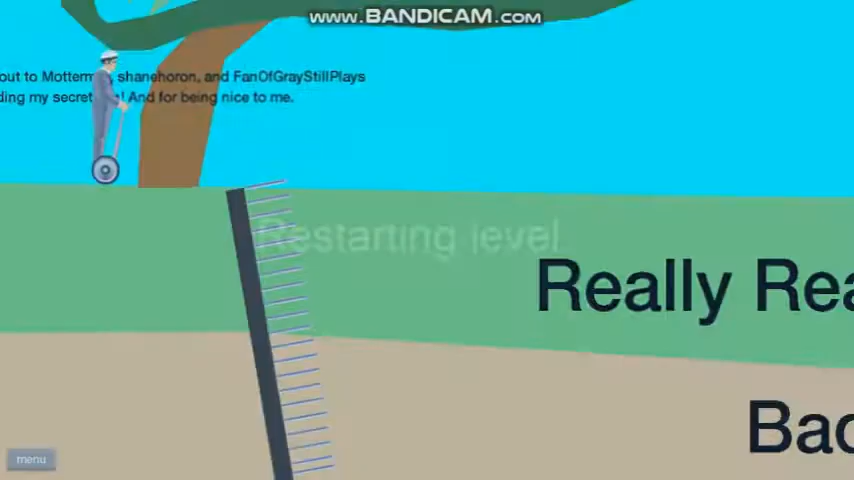 www.BANDICAM.com
out to Motterm, shanehoron, and FanOfGrayStillPlays
ding my secret! And for being nice to me.
Restarting level
Really Rea
Bad
menu